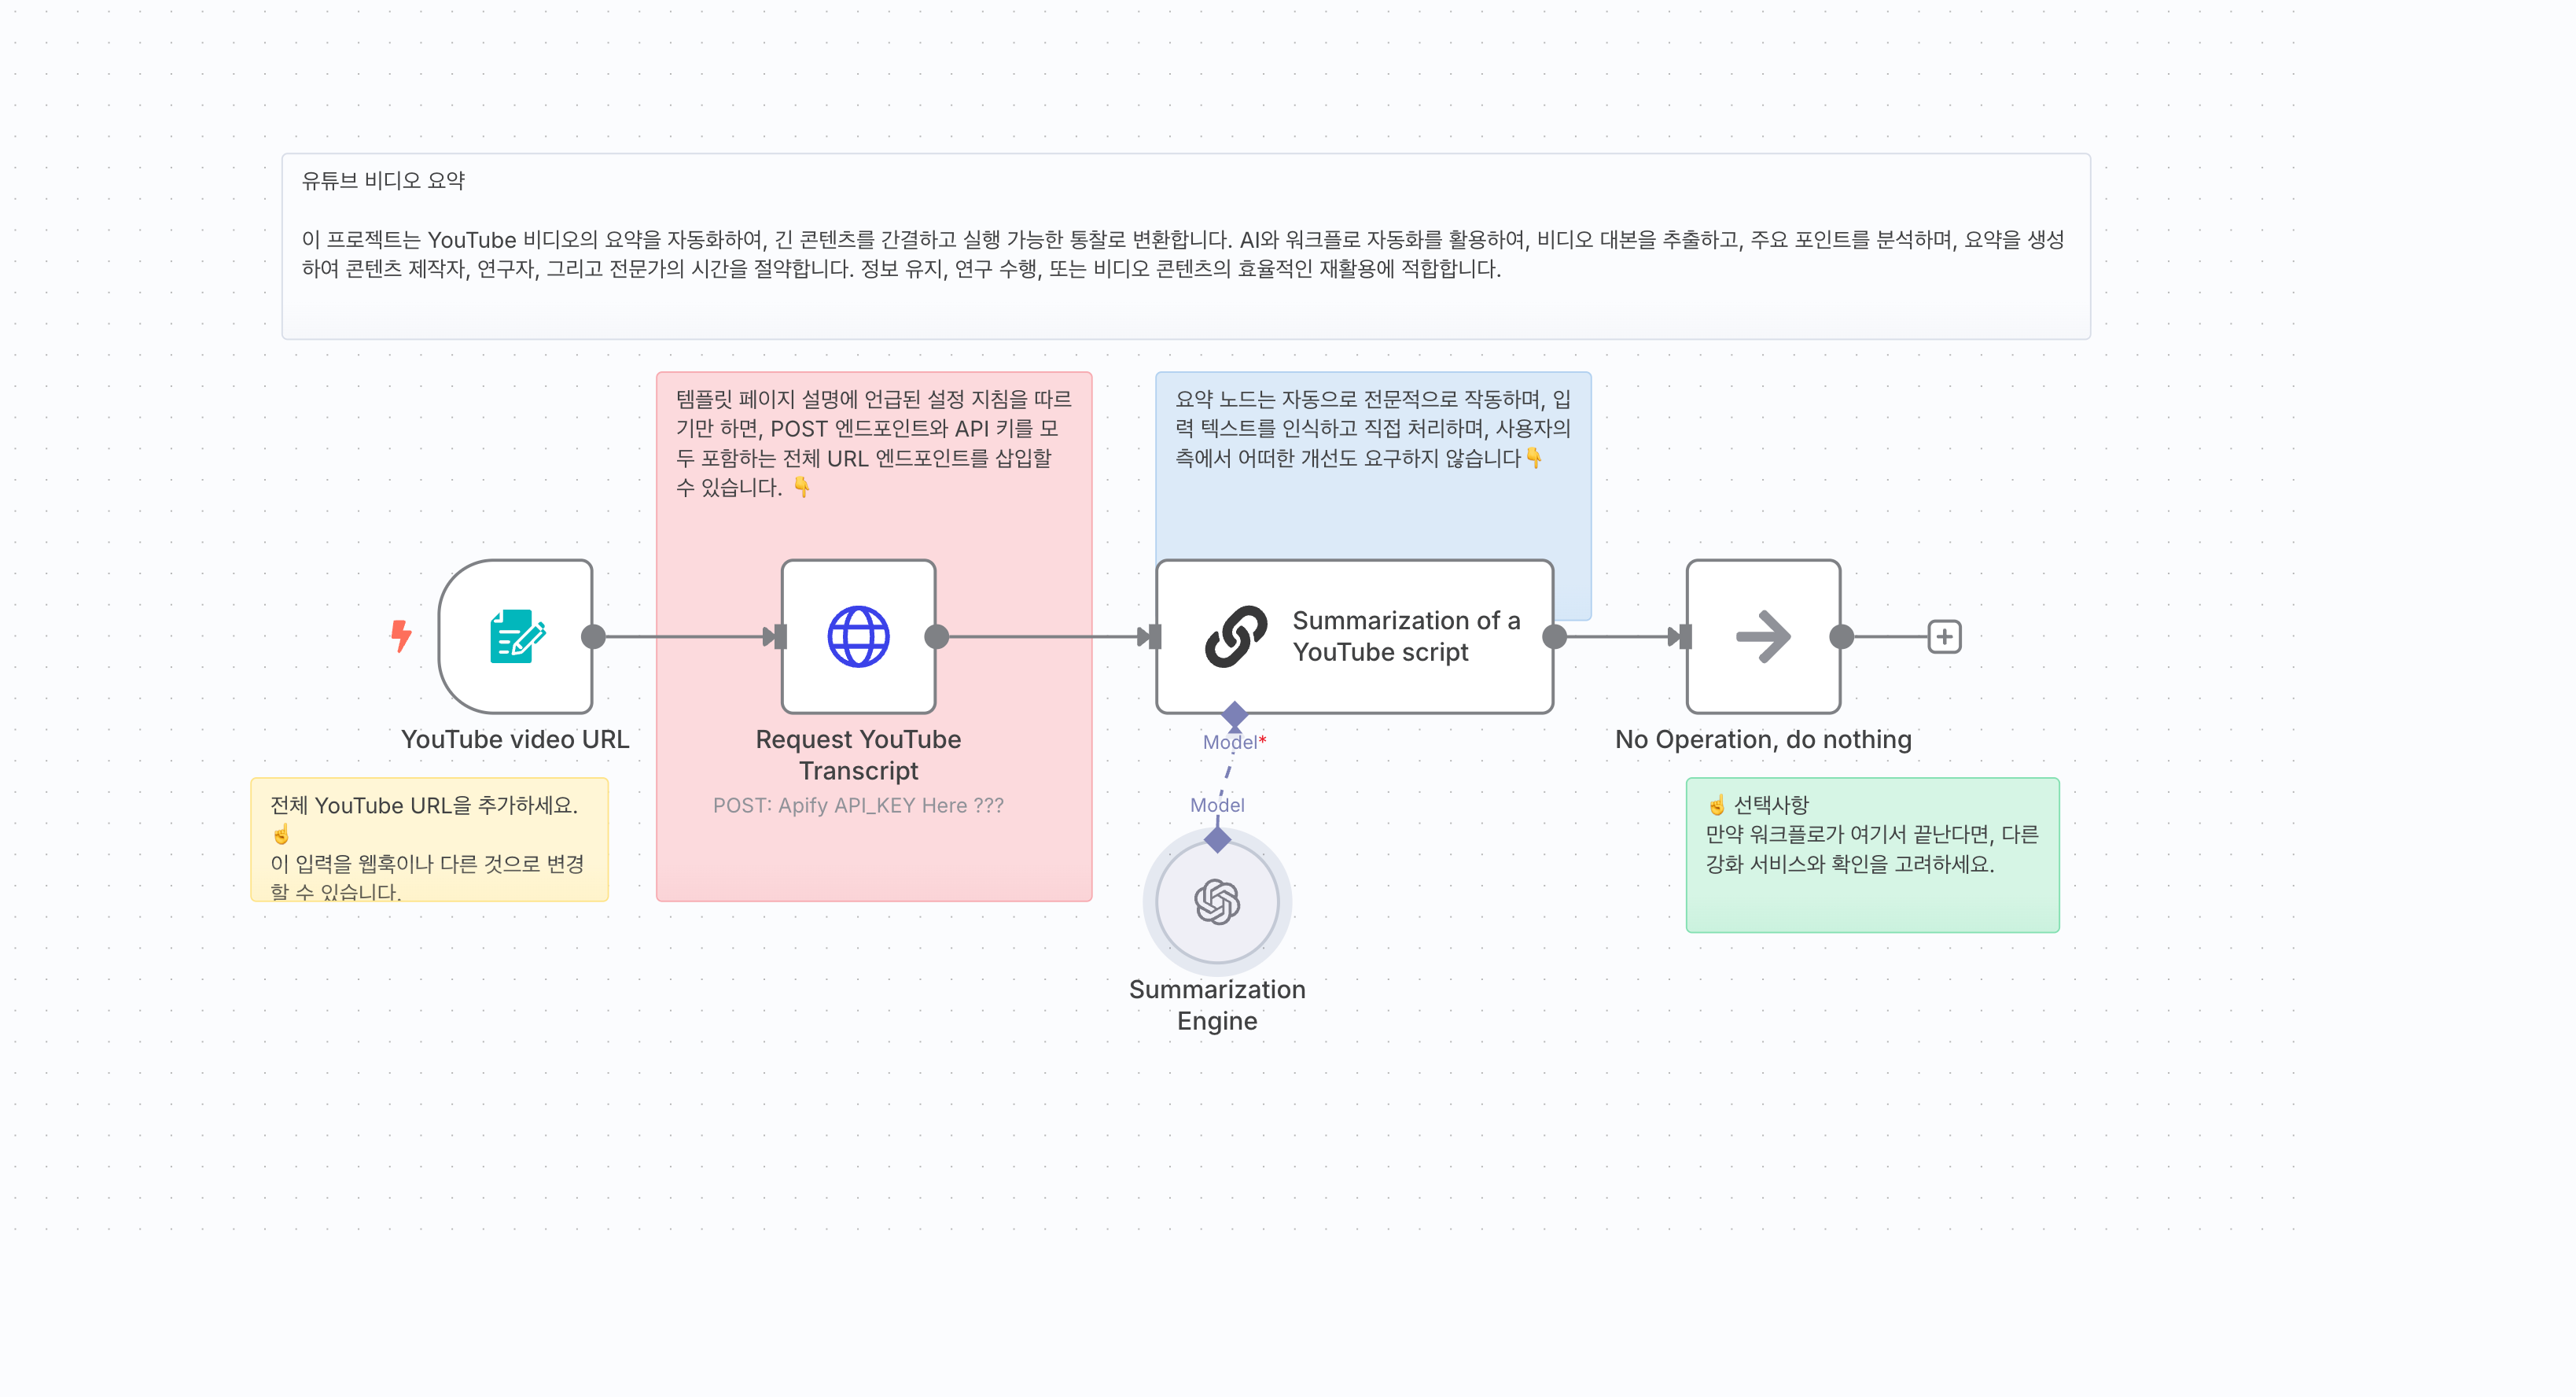 유튜브 비디오 요약
이 프로젝트는 YouTube 비디오의 요약을 자동화하여, 긴 콘텐츠를 간결하고 실행 가능한 통찰로 변환합니다. AI와 워크플로 자동화를 활용하여, 비디오 대본을 추출하고, 주요 포인트를 분석하며, 요약을 생성
하여 콘텐츠 제작자, 연구자, 그리고 전문가의 시간을 절약합니다. 정보 유지, 연구 수행, 또는 비디오 콘텐츠의 효율적인 재활용에 적합합니다.
템플릿 페이지 설명에 언급된 설정 지침을 따르
기만 하면, POST 엔드포인트와 API 키를 모
두 포함하는 전체 URL 엔드포인트를 삽입할
수 있습니다. 👇
요약 노드는 자동으로 전문적으로 작동하며, 입
력 텍스트를 인식하고 직접 처리하며, 사용자의
측에서 어떠한 개선도 요구하지 않습니다👇
YouTube video URL
전체 YouTube URL을 추가하세요.
☝️
이 입력을 웹훅이나 다른 것으로 변경
할 수 있습니다.
Request YouTube
Transcript
POST: Apify API_KEY Here ???
Summarization of a
YouTube script
Model*
Model
Summarization
Engine
No Operation, do nothing
☝️ 선택사항
만약 워크플로가 여기서 끝난다면, 다른
강화 서비스와 확인을 고려하세요.